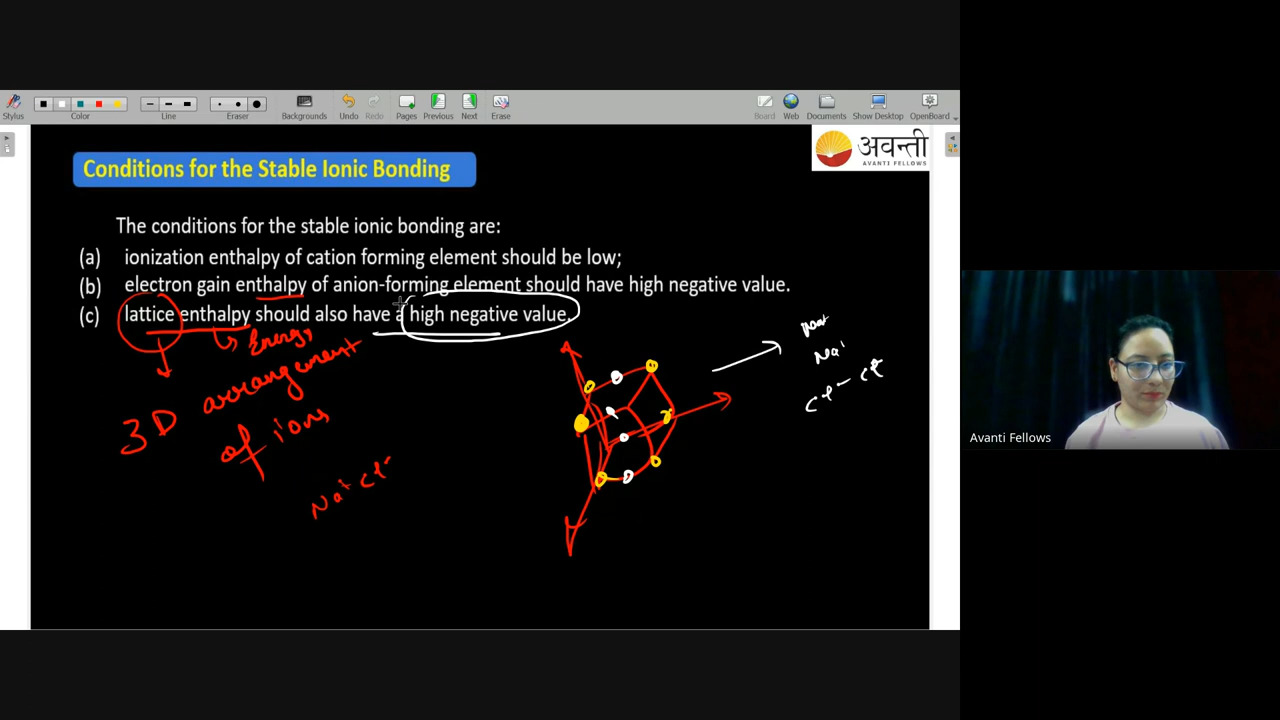 Stylus
Color
Line
Eraser
Backgrounds
Undo
Redo
Pages
Previous
Next
Erase
Board
Web
Documents
Show Desktop
OpenBoard
अवन्ती
AVANTI FELLOWS
Conditions for the Stable Ionic Bonding
The conditions for the stable ionic bonding are:
(a) ionization enthalpy of cation forming element should be low;
(b) electron gain enthalpy of anion-forming element should have high negative value.
(c) lattice enthalpy should also have a high negative value.
Energy
3D arrangement
of ions
Na+ Cl-
Na+
Cl-
Avanti Fellows